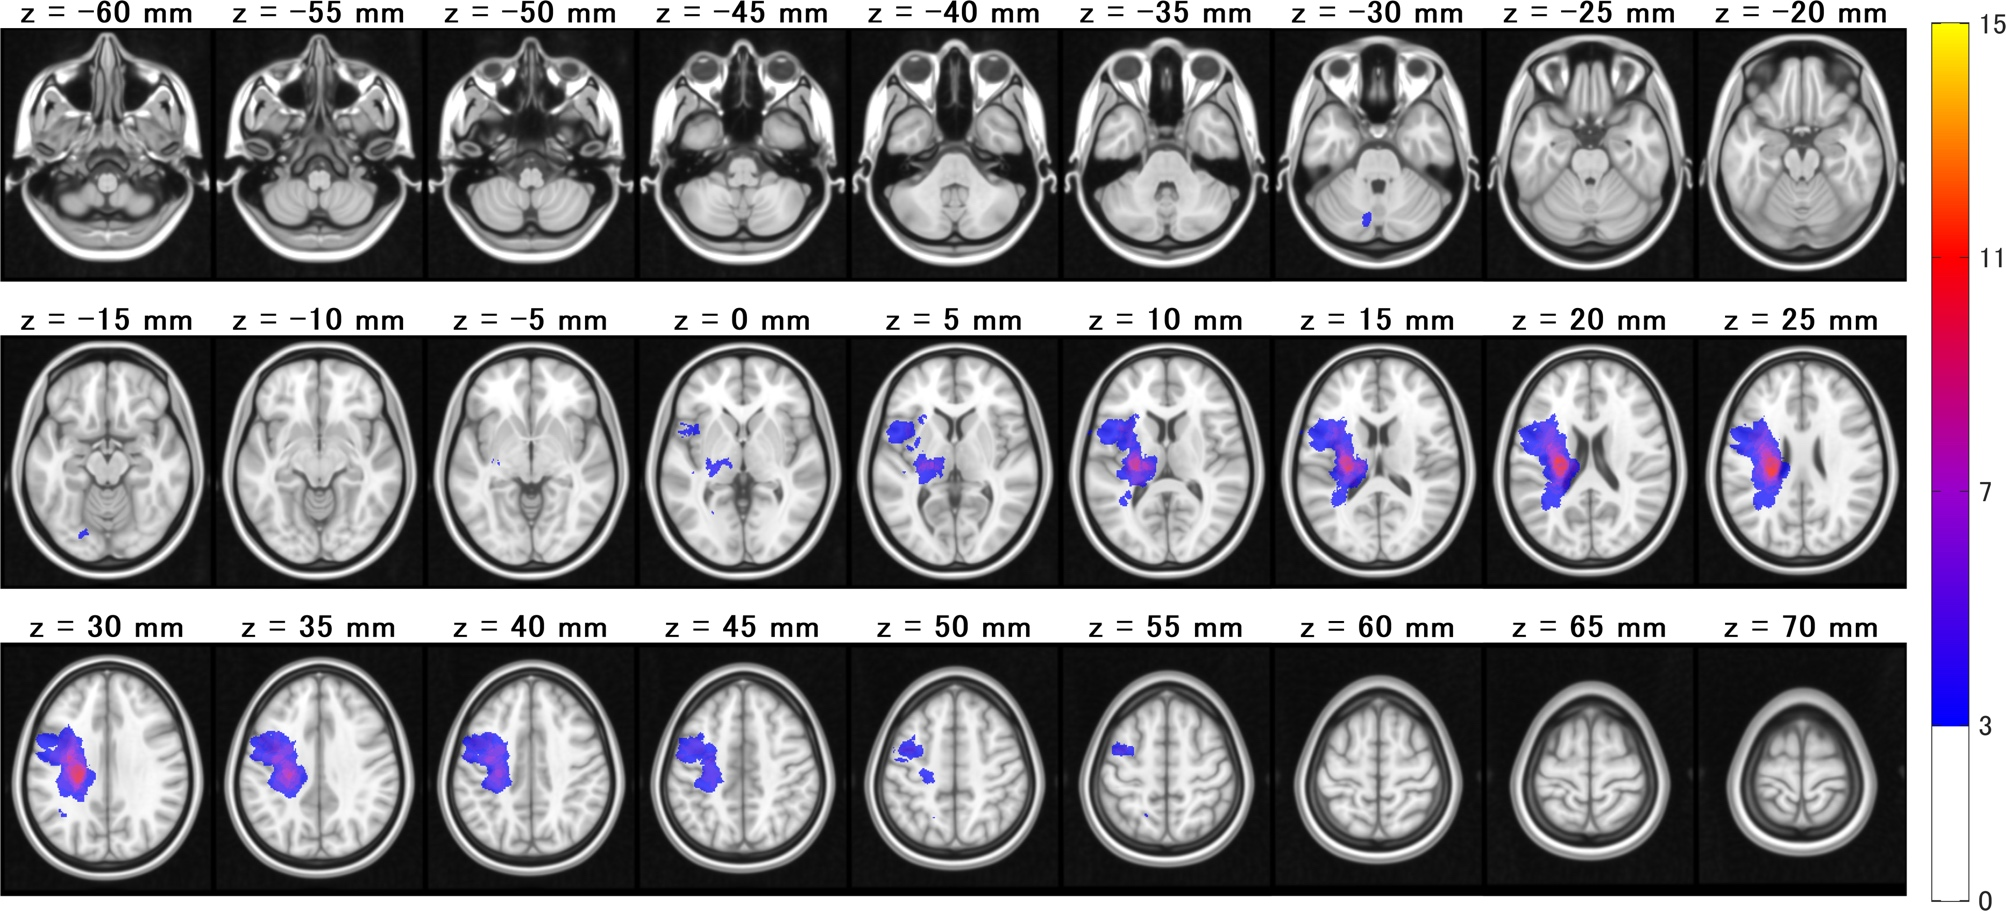 z = −60 mm z = −55 mm z = −50 mm z = −45 mm z = −40 mm z = −35 mm z = −30 mm z = −25 mm z = −20 mm
z = −15 mm z = −10 mm z = −5 mm z = 0 mm z = 5 mm z = 10 mm z = 15 mm z = 20 mm z = 25 mm
z = 30 mm z = 35 mm z = 40 mm z = 45 mm z = 50 mm z = 55 mm z = 60 mm z = 65 mm z = 70 mm
15
11
7
3
0